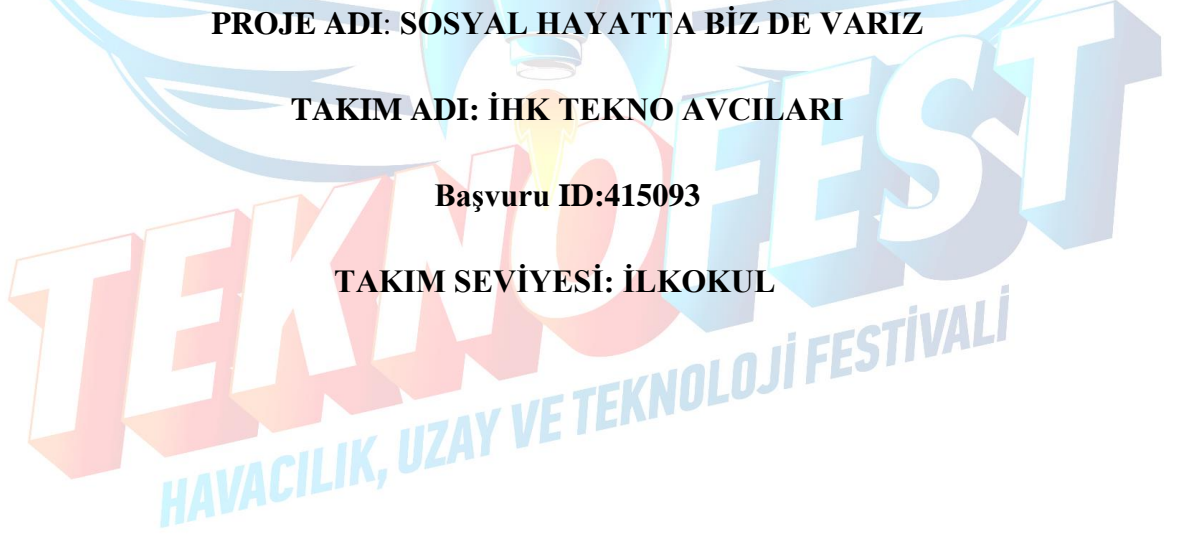 PROJE ADI: SOSYAL HAYATTA BİZ DE VARIZ
TAKIM ADI: İHK TEKNO AVCILARI
Başvuru ID:415093
TAKIM SEVİYESİ: İLKOKUL
TEKNOFEST
HAVACILIK, UZAY VE TEKNOLOJİ FESTİVALİ